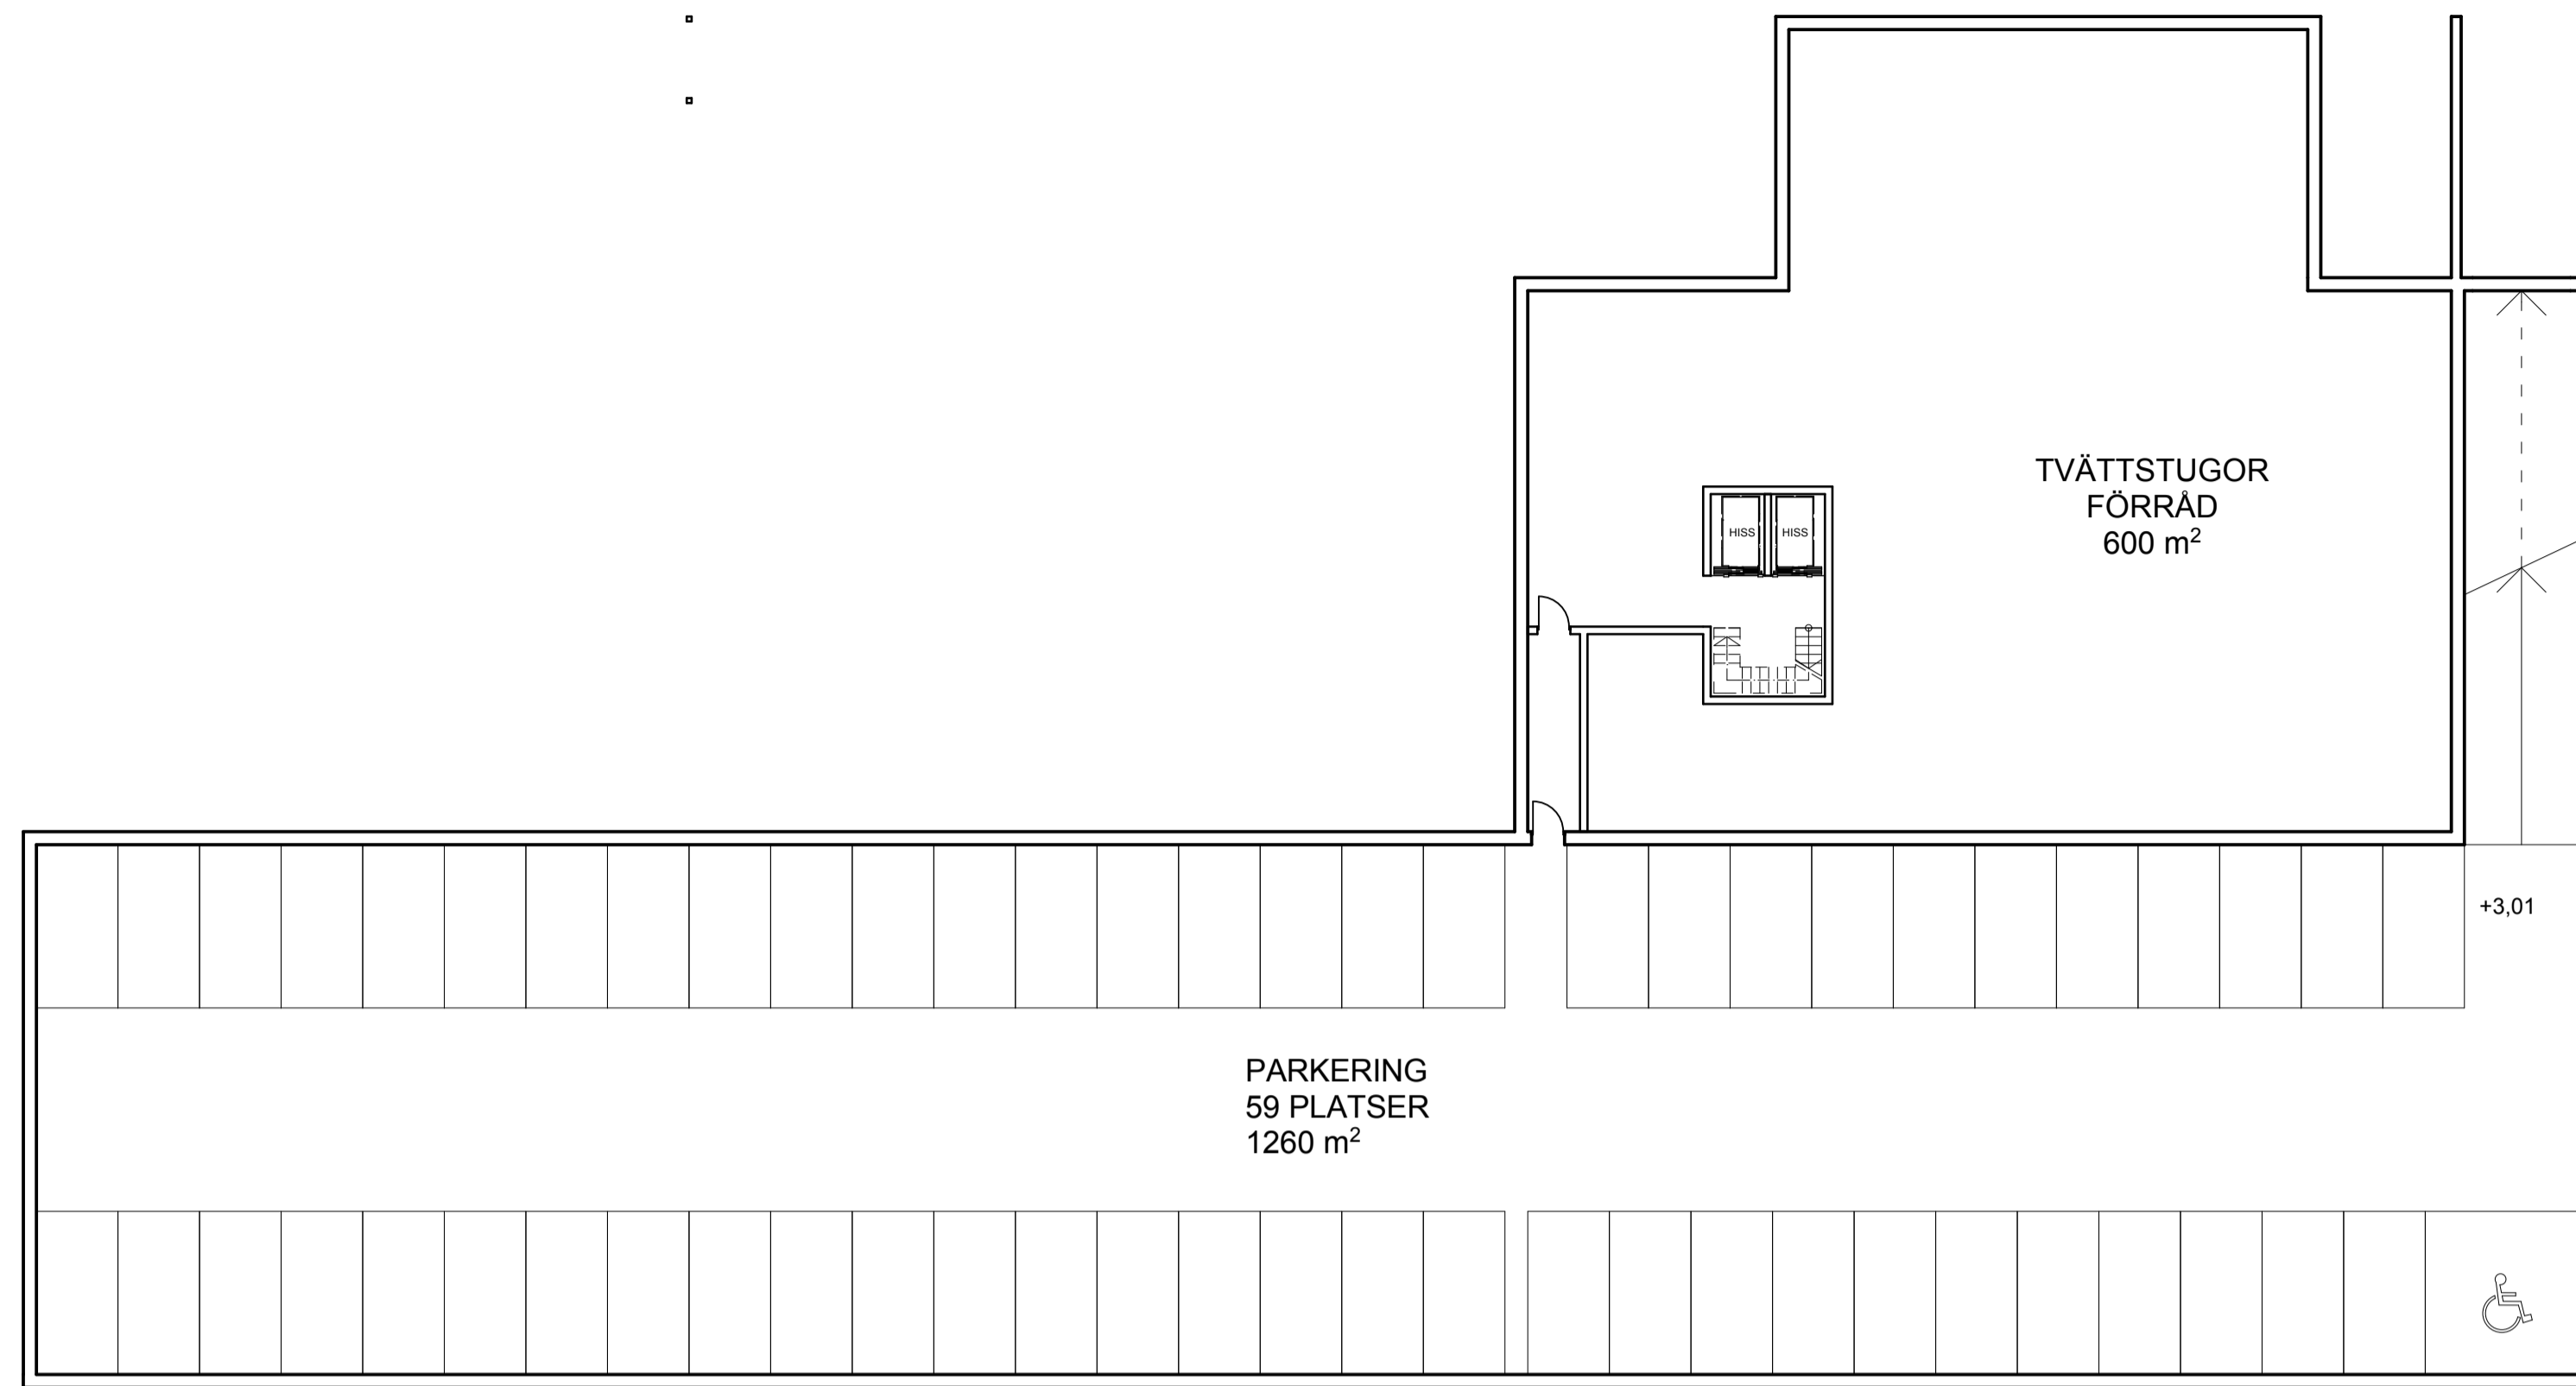 TVÄTTSTUGOR
FÖRRÅD
600 m²
HISS
HISS
+3,01
PARKERING
59 PLATSER
1260 m²